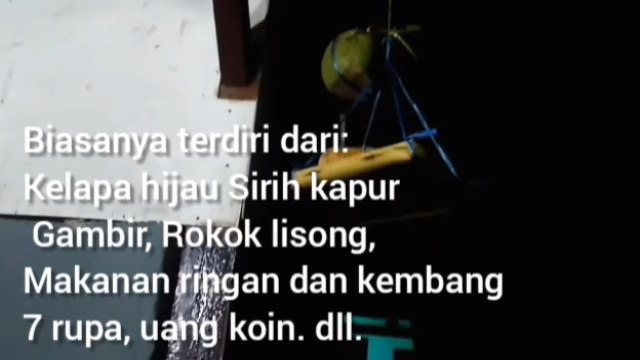 Biasanya terdiri dari:
Kelapa hijau Sirih kapur
Gambir, Rokok lisong,
Makanan ringan dan kembang
7 rupa, uang koin. dll.